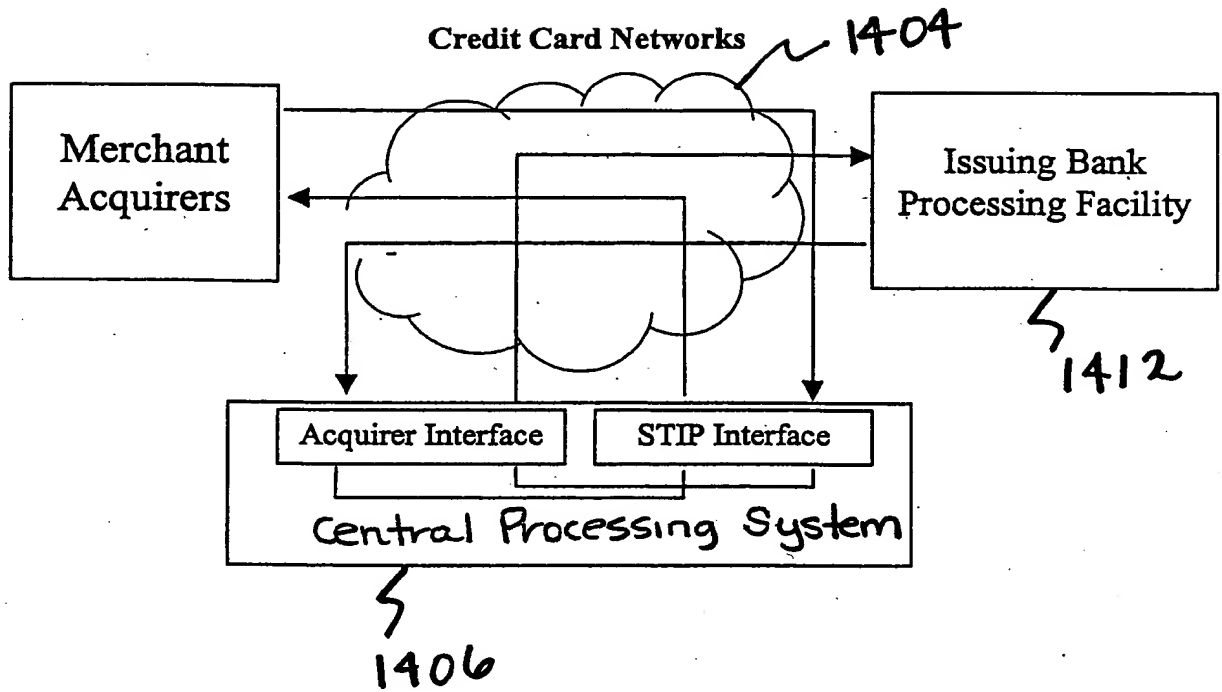 Credit Card Networks
1404
Merchant
Acquirers
Issuing Bank
Processing Facility
1412
Acquirer Interface
STIP Interface
Central Processing System
1406